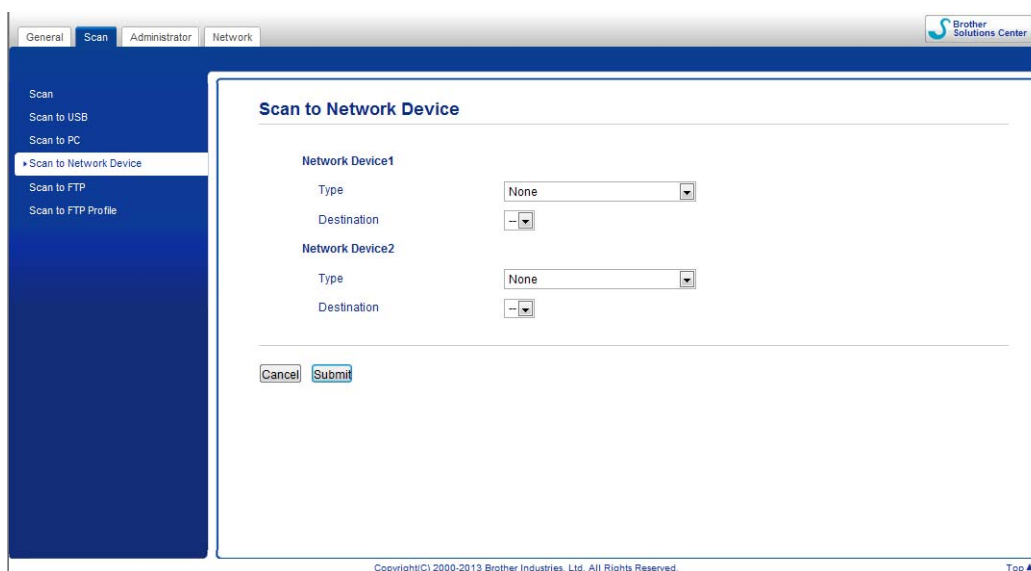 General Scan Administrator Network
Brother
Solutions Center
Scan
Scan to USB
Scan to PC
Scan to Network Device
Scan to FTP
Scan to FTP Profile
Scan to Network Device
Network Device1
Type None
Destination --
Network Device2
Type None
Destination --
Cancel Submit
Copyright(C) 2000-2013 Brother Industries, Ltd. All Rights Reserved. Top